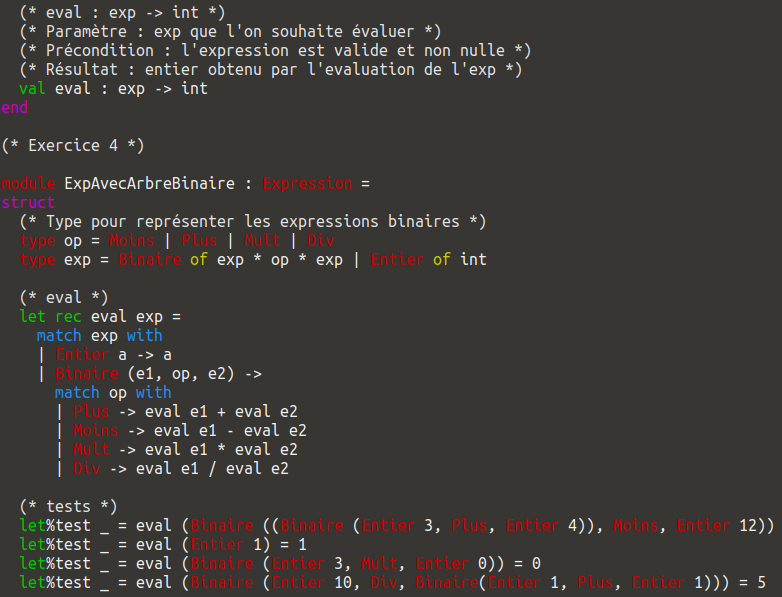 (* eval : exp -> int *)
(* Paramètre : exp que l'on souhaite évaluer *)
(* Précondition : l'expression est valide et non nulle *)
(* Résultat : entier obtenu par l'evaluation de l'exp *)
val eval : exp -> int
end
(* Exercice 4 *)
module ExpAvecArbreBinaire : Expression =
struct
(* Type pour représenter les expressions binaires *)
type op = Moins | Plus | Mult | Div
type exp = Binaire of exp * op * exp | Entier of int
(* eval *)
let rec eval exp =
match exp with
| Entier a -> a
| Binaire (e1, op, e2) ->
match op with
| Plus -> eval e1 + eval e2
| Moins -> eval e1 - eval e2
| Mult -> eval e1 * eval e2
| Div -> eval e1 / eval e2
(* tests *)
let%test _ = eval (Binaire ((Binaire (Entier 3, Plus, Entier 4)), Moins, Entier 12))
let%test _ = eval (Entier 1) = 1
let%test _ = eval (Binaire (Entier 3, Mult, Entier 0)) = 0
let%test _ = eval (Binaire (Entier 10, Div, Binaire(Entier 1, Plus, Entier 1))) = 5